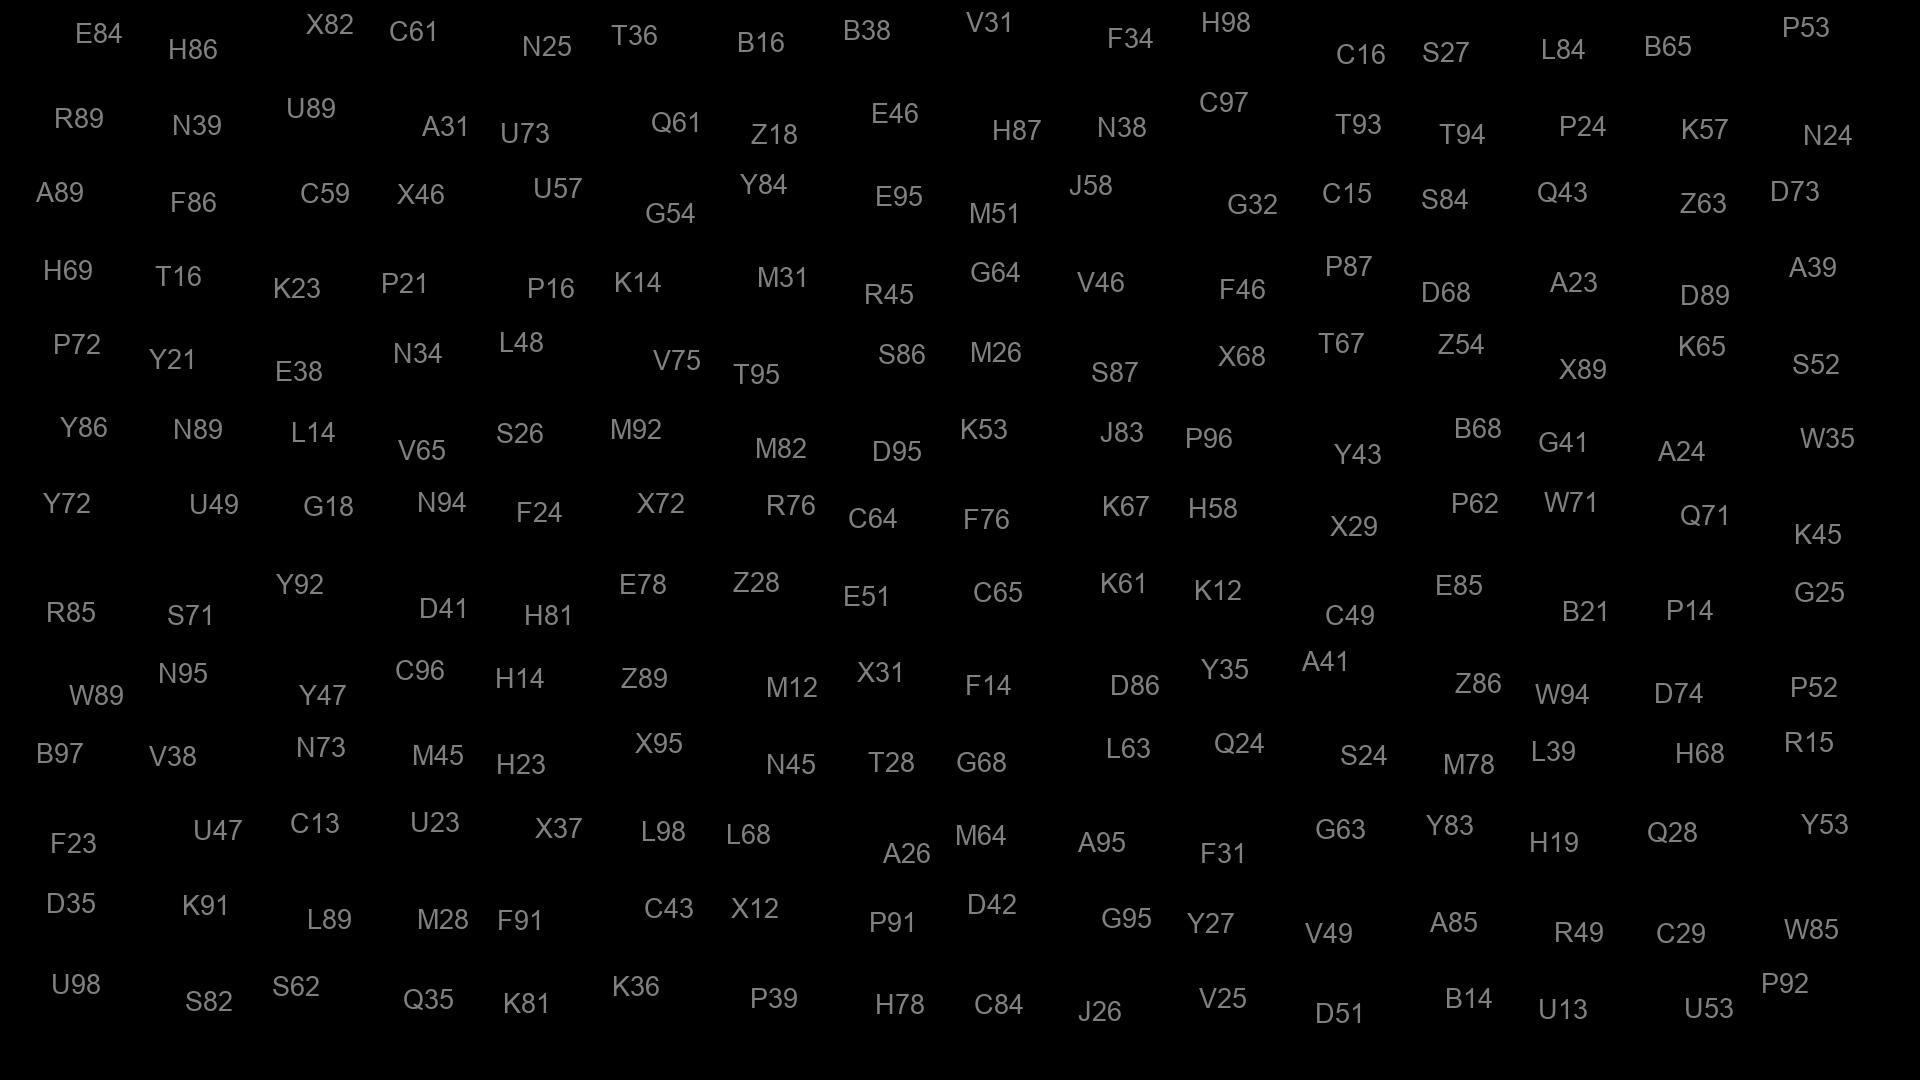 E84 H86 X82 C61 N25 T36 B16 B38 V31 F34 H98 C16 S27 L84 B65 P53
R89 N39 U89 A31 U73 Q61 Z18 E46 H87 N38 C97 T93 T94 P24 K57 N24
A89 F86 C59 X46 U57 G54 Y84 E95 M51 J58 G32 C15 S84 Q43 Z63 D73
H69 T16 K23 P21 P16 K14 M31 R45 G64 V46 F46 P87 D68 A23 D89 A39
P72 Y21 E38 N34 L48 V75 T95 S86 M26 S87 X68 T67 Z54 X89 K65 S52
Y86 N89 L14 V65 S26 M92 M82 D95 K53 J83 P96 Y43 B68 G41 A24 W35
Y72 U49 G18 N94 F24 X72 R76 C64 F76 K67 H58 X29 P62 W71 Q71 K45
R85 S71 Y92 D41 H81 E78 Z28 E51 C65 K61 K12 C49 E85 B21 P14 G25
W89 N95 Y47 C96 H14 Z89 M12 X31 F14 D86 Y35 A41 Z86 W94 D74 P52
B97 V38 N73 M45 H23 X95 N45 T28 G68 L63 Q24 S24 M78 L39 H68 R15
F23 U47 C13 U23 X37 L98 L68 A26 M64 A95 F31 G63 Y83 H19 Q28 Y53
D35 K91 L89 M28 F91 C43 X12 P91 D42 G95 Y27 V49 A85 R49 C29 W85
U98 S82 S62 Q35 K81 K36 P39 H78 C84 J26 V25 D51 B14 U13 U53 P92